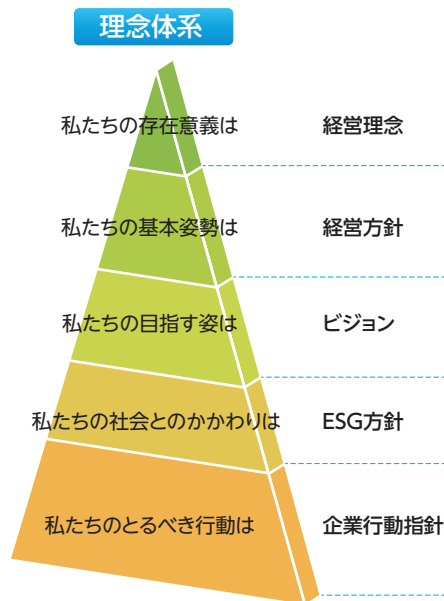 理念体系
私たちの存在意義は 経営理念
私たちの基本姿勢は 経営方針
私たちの目指す姿は ビジョン
私たちの社会とのかかわりは ESG方針
私たちのとるべき行動は 企業行動指針